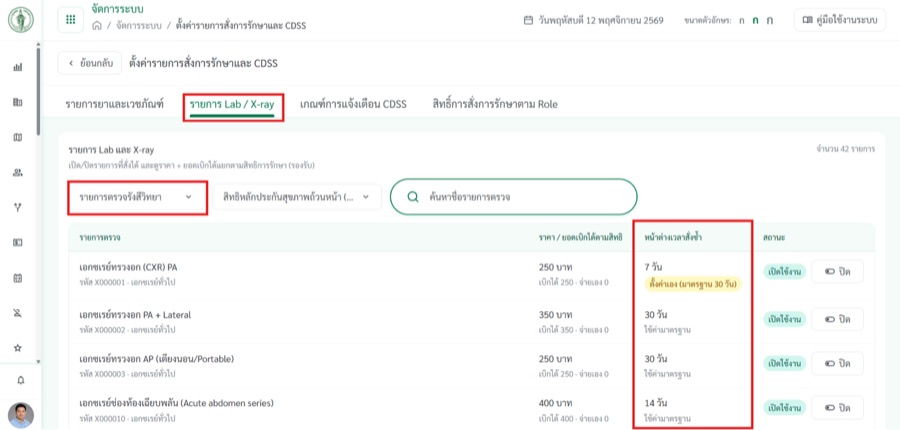 จัดการระบบ
จัดการระบบ / ตั้งค่ารายการสั่งการรักษาและ CDSS
วันพฤหัสบดี 12 พฤศจิกายน 2569
ขนาดตัวอักษร: ก ก ก
คู่มือใช้งานระบบ
ย้อนกลับ
ตั้งค่ารายการสั่งการรักษาและ CDSS
รายการยาและเวชภัณฑ์
รายการ Lab / X-ray
เกณฑ์การแจ้งเตือน CDSS
สิทธิ์การสั่งการรักษาตาม Role
รายการ Lab และ X-ray
จำนวน 42 รายการ
เปิด/ปิดรายการที่สั่งได้ และดูราคา + ยอดเบิกได้แยกตามสิทธิการรักษา (รองรับ)
รายการตรวจรังสีวิทยา
สิทธิหลักประกันสุขภาพถ้วนหน้า (...
ค้นหาชื่อรายการตรวจ
รายการตรวจ
ราคา / ยอดเบิกได้ตามสิทธิ
หน้าต่างเวลาสั่งซ้ำ
สถานะ
เอกซเรย์ทรวงอก (CXR) PA
250 บาท
7 วัน
เปิดใช้งาน
ปิด
รหัส X000001 · เอกซเรย์ทั่วไป
เบิกได้ 250 · จ่ายเอง 0
ตั้งค่าเอง (มาตรฐาน 30 วัน)
เอกซเรย์ทรวงอก PA + Lateral
350 บาท
30 วัน
เปิดใช้งาน
ปิด
รหัส X000002 · เอกซเรย์ทั่วไป
เบิกได้ 350 · จ่ายเอง 0
ใช้ค่ามาตรฐาน
เอกซเรย์ทรวงอก AP (เตียงนอน/Portable)
250 บาท
30 วัน
เปิดใช้งาน
ปิด
รหัส X000003 · เอกซเรย์ทั่วไป
เบิกได้ 250 · จ่ายเอง 0
ใช้ค่ามาตรฐาน
เอกซเรย์ช่องท้องเฉียบพลัน (Acute abdomen series)
400 บาท
14 วัน
เปิดใช้งาน
ปิด
รหัส X000010 · เอกซเรย์ทั่วไป
เบิกได้ 400 · จ่ายเอง 0
ใช้ค่ามาตรฐาน